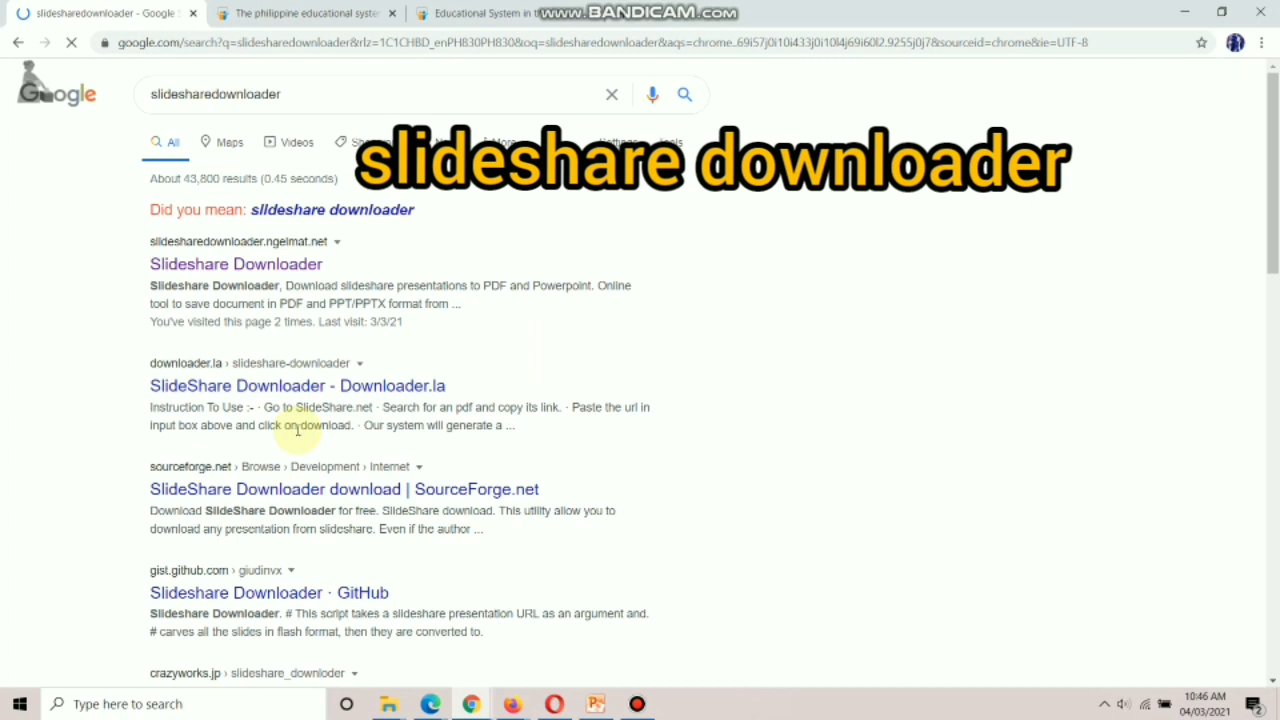 slidesharedownloader - Google S
The philippine educational syste
Educational System in t
www.BANDICAM.com
google.com/search?q=slidesharedownloader&rlz=1C1CHBD_enPH830PH830&oq=slidesharedownloader&aqs=chrome..69i57j0i10i433j0i10l4j69i60l2.9255j0j7&sourceid=chrome&ie=UTF-8
Google
slidesharedownloader
All
Maps
Videos
More
Settings
Tools
slideshare downloader
About 43,800 results (0.45 seconds)
Did you mean: slideshare downloader
slidesharedownloader.ngelmat.net
Slideshare Downloader
Slideshare Downloader, Download slideshare presentations to PDF and Powerpoint. Online
tool to save document in PDF and PPT/PPTX format from ...
You've visited this page 2 times. Last visit: 3/3/21
downloader.la › slideshare-downloader
SlideShare Downloader - Downloader.la
Instruction To Use :- · Go to SlideShare.net · Search for an pdf and copy its link. · Paste the url in
input box above and click on download. · Our system will generate a ...
sourceforge.net › Browse › Development › Internet
SlideShare Downloader download | SourceForge.net
Download SlideShare Downloader for free. SlideShare download. This utility allow you to
download any presentation from slideshare. Even if the author ...
gist.github.com › giudinvx
Slideshare Downloader · GitHub
Slideshare Downloader. # This script takes a slideshare presentation URL as an argument and.
# carves all the slides in flash format, then they are converted to.
crazyworks.jp › slideshare_downloder
Type here to search
10:46 AM
04/03/2021
2